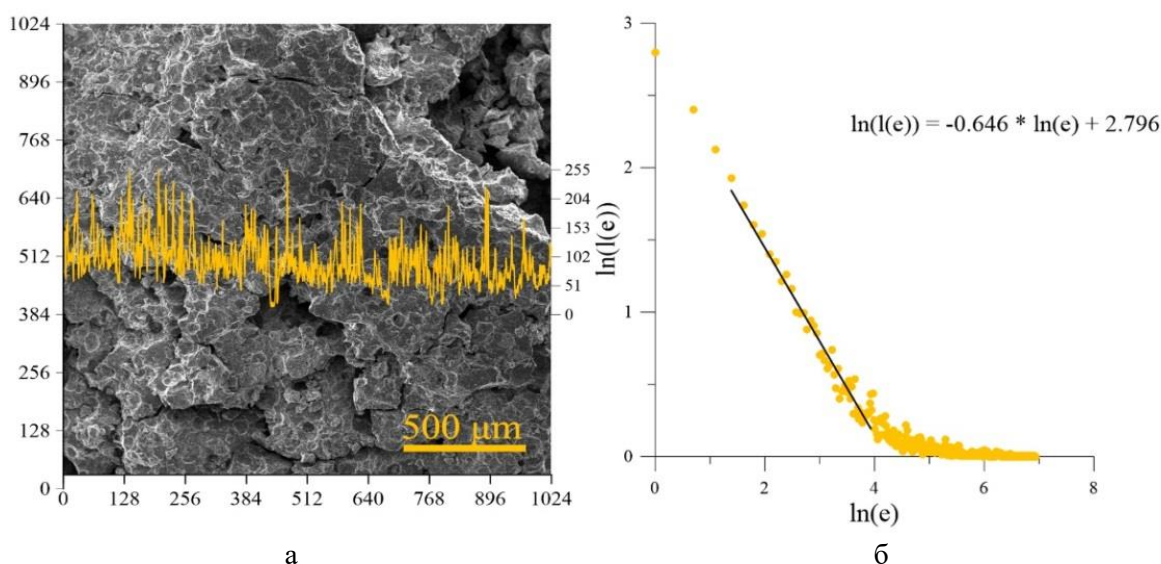 1024
896
768
640
512
384
256
128
0
0 128 256 384 512 640 768 896 1024
255
204
153
102
51
0
500 µm
а
3
2
1
0
0 2 4 6 8
ln(l(e))
ln(e)
ln(l(e)) = -0.646 * ln(e) + 2.796
б